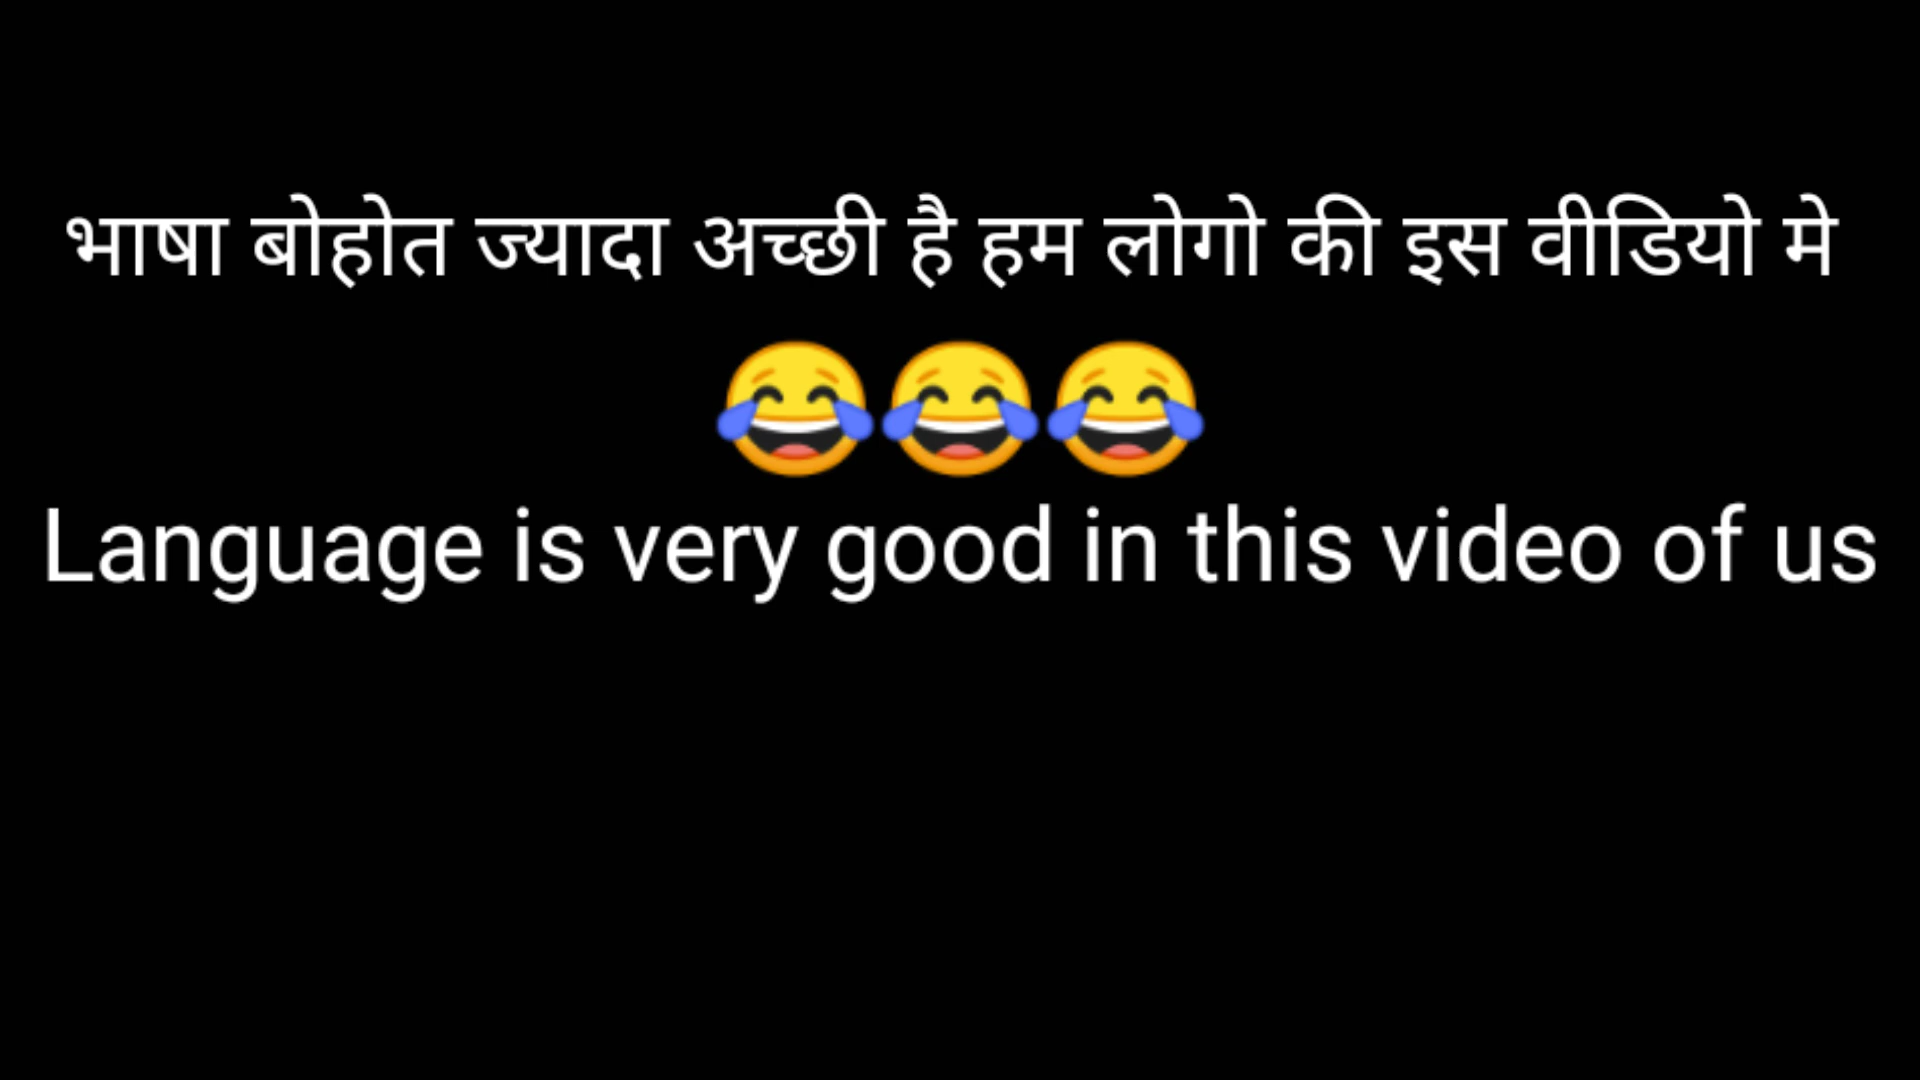 भाषा बोहोत ज्यादा अच्छी है हम लोगो की इस वीडियो मे
😂😂😂
Language is very good in this video of us